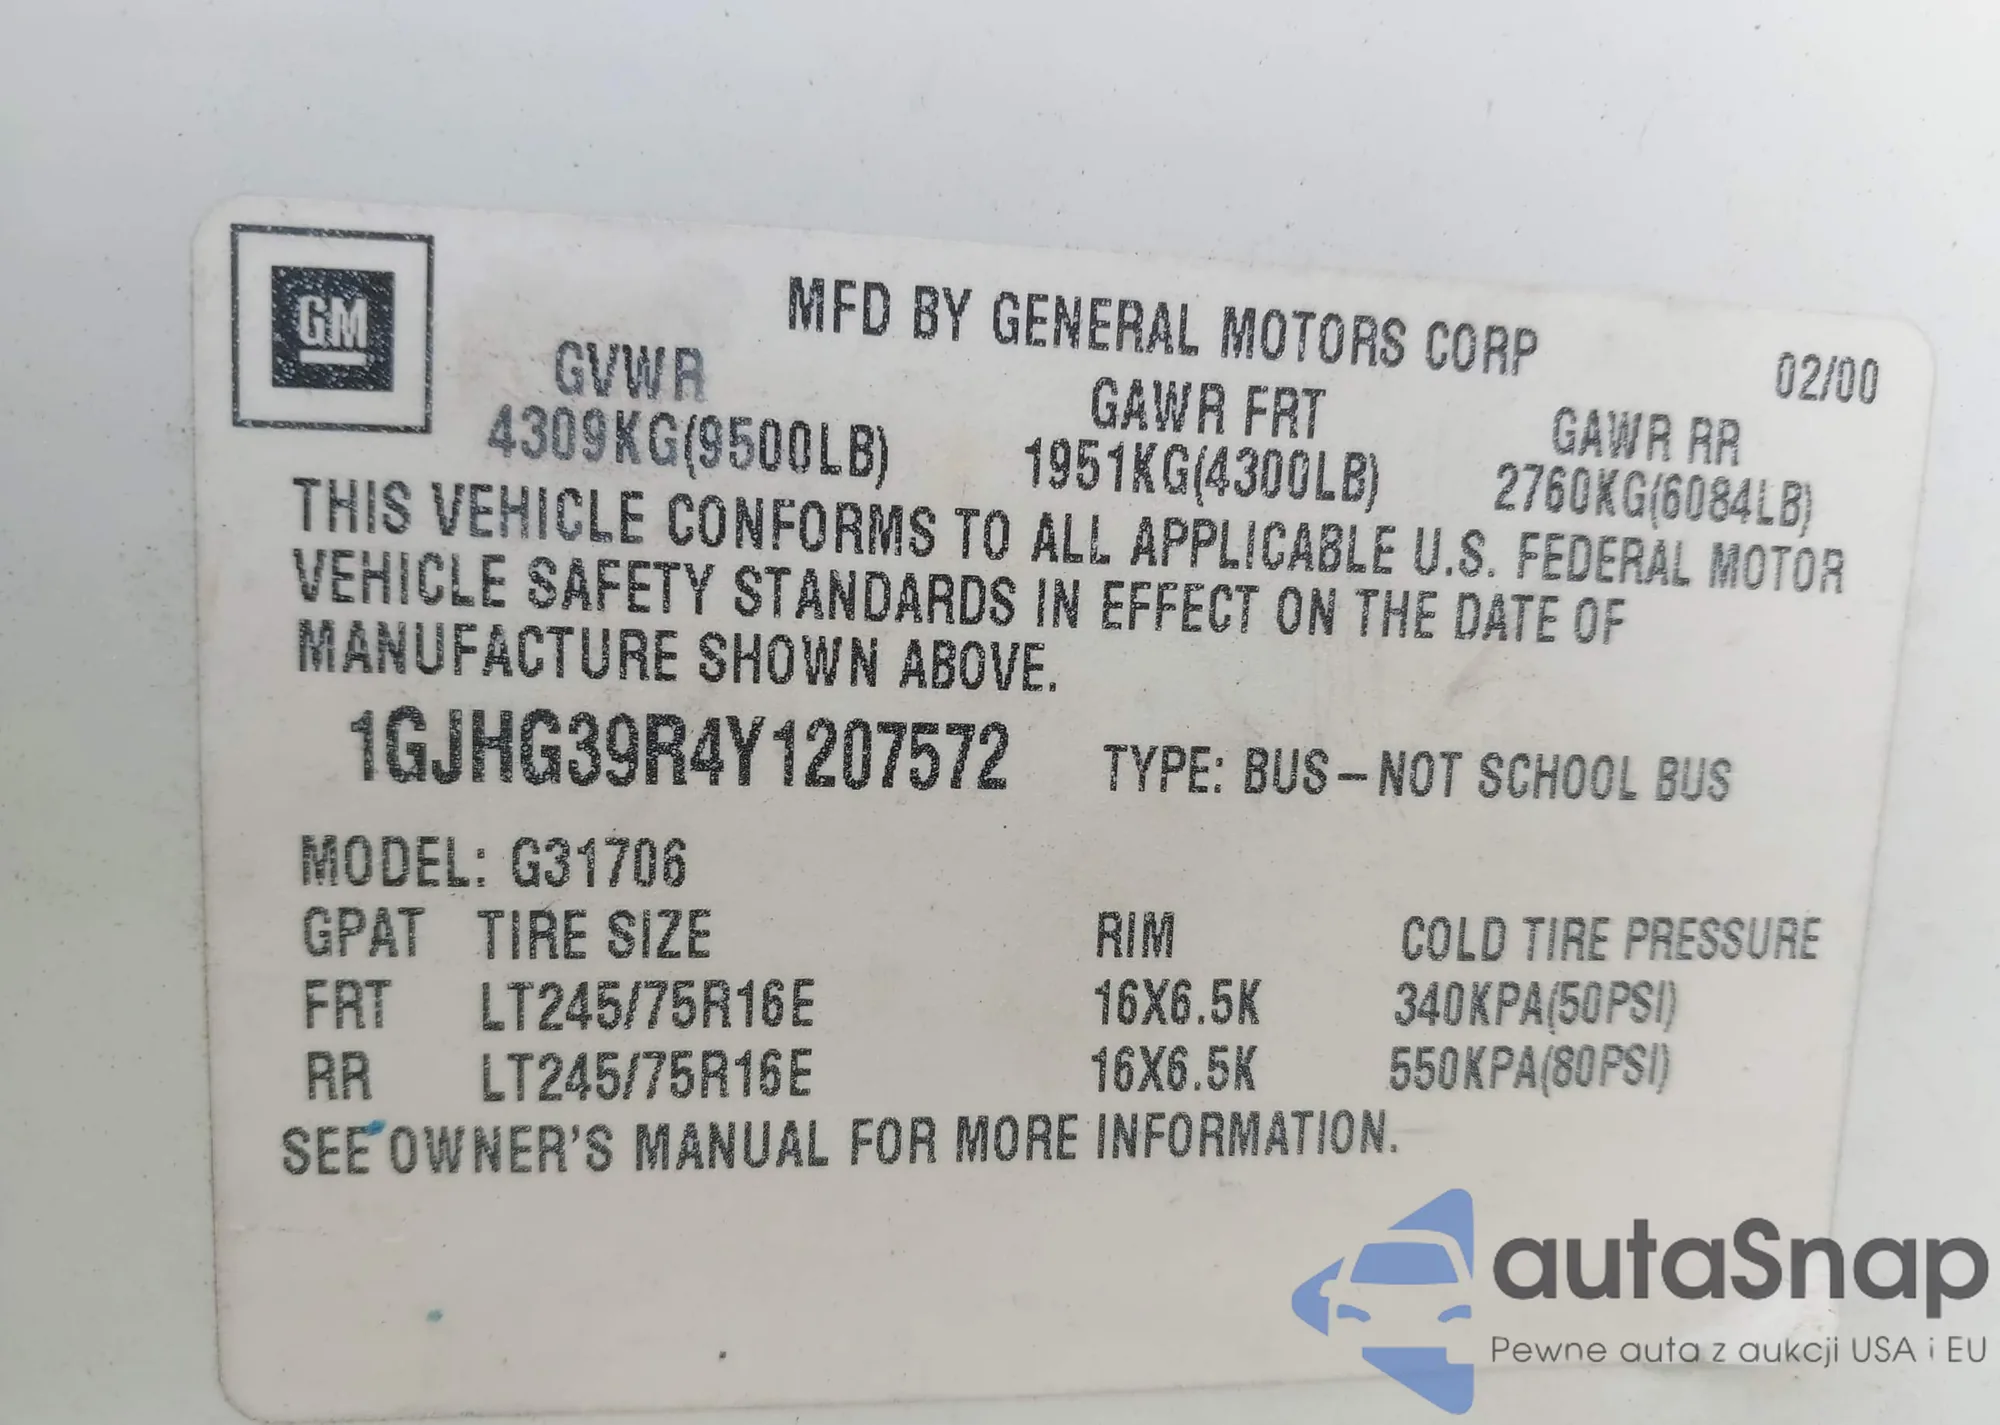 GM
MFD BY GENERAL MOTORS CORP
02/00
GVWR GAWR FRT GAWR RR
4309KG(9500LB) 1951KG(4300LB) 2760KG(6084LB)
THIS VEHICLE CONFORMS TO ALL APPLICABLE U.S. FEDERAL MOTOR
VEHICLE SAFETY STANDARDS IN EFFECT ON THE DATE OF
MANUFACTURE SHOWN ABOVE.
1GJHG39R4Y1207572 TYPE: BUS – NOT SCHOOL BUS
MODEL: G31706
GPAT TIRE SIZE RIM COLD TIRE PRESSURE
FRT LT245/75R16E 16X6.5K 340KPA(50PSI)
RR LT245/75R16E 16X6.5K 550KPA(80PSI)
SEE OWNER'S MANUAL FOR MORE INFORMATION.
autaSnap
Pewne auta z aukcji USA i EU